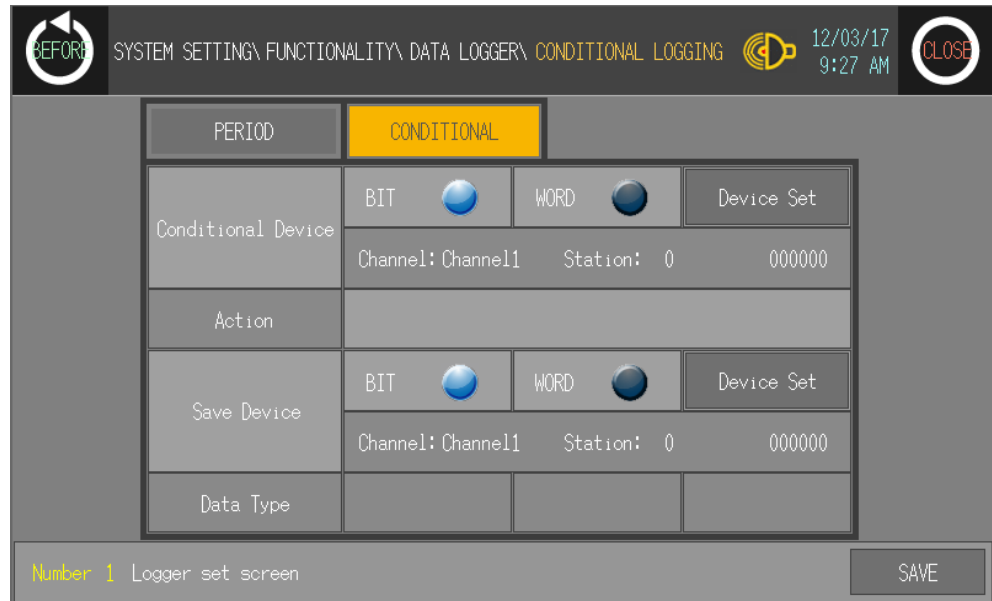 BEFORE SYSTEM SETTING\ FUNCTIONALITY\ DATA LOGGER\ CONDITIONAL LOGGING 12/03/17 CLOSE
9:27 AM
PERIOD CONDITIONAL
Conditional Device BIT WORD Device Set
Channel: Channel1 Station: 0 000000
Action
Save Device BIT WORD Device Set
Channel: Channel1 Station: 0 000000
Data Type
Number 1 Logger set screen SAVE